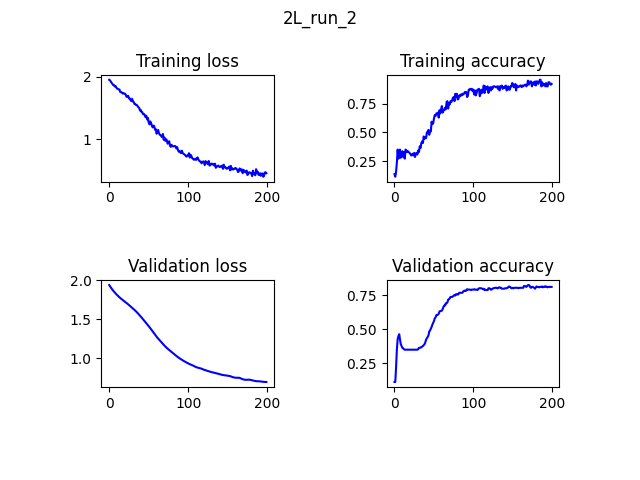 2L_run_2
Training loss
Training accuracy
2
1
0 100 200
0.75
0.50
0.25
0 100 200
Validation loss
Validation accuracy
2.0
1.5
1.0
0 100 200
0.75
0.50
0.25
0 100 200